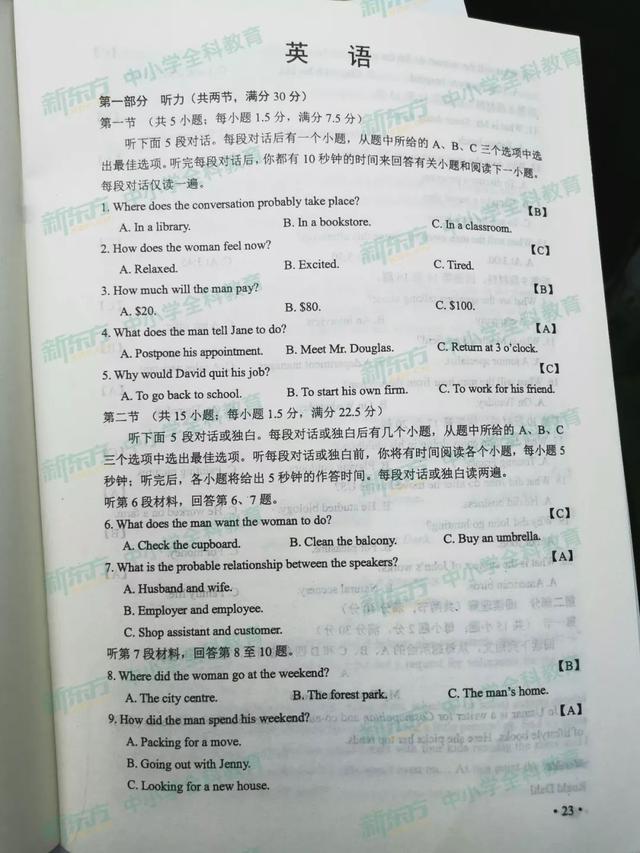 英 语
第一部分 听力（共两节，满分 30 分）
第一节 （共 5 小题；每小题 1.5 分，满分 7.5 分）
听下面 5 段对话。每段对话后有一个小题，从题中所给的 A、B、C 三个选项中选
出最佳选项。听完每段对话后，你都有 10 秒钟的时间来回答有关小题和阅读下一小题。
每段对话仅读一遍。
1. Where does the conversation probably take place? 【B】
A. In a library. B. In a bookstore. C. In a classroom.
2. How does the woman feel now? 【C】
A. Relaxed. B. Excited. C. Tired.
3. How much will the man pay? 【B】
A. $20. B. $80. C. $100.
4. What does the man tell Jane to do? 【A】
A. Postpone his appointment. B. Meet Mr. Douglas. C. Return at 3 o'clock.
5. Why would David quit his job? 【C】
A. To go back to school. B. To start his own firm. C. To work for his friend.
第二节 （共 15 小题；每小题 1.5 分，满分 22.5 分）
听下面 5 段对话或独白。每段对话或独白后有几个小题，从题中所给的 A、B、C
三个选项中选出最佳选项。听每段对话或独白前，你将有时间阅读各个小题，每小题 5
秒钟；听完后，各小题将给出 5 秒钟的作答时间。每段对话或独白读两遍。
听第 6 段材料，回答第 6、7 题。
6. What does the man want the woman to do? 【C】
A. Check the cupboard. B. Clean the balcony. C. Buy an umbrella.
7. What is the probable relationship between the speakers? 【A】
A. Husband and wife.
B. Employer and employee.
C. Shop assistant and customer.
听第 7 段材料，回答第 8 至 10 题。
8. Where did the woman go at the weekend? 【B】
A. The city centre. B. The forest park. C. The man's home.
9. How did the man spend his weekend? 【A】
A. Packing for a move.
B. Going out with Jenny.
C. Looking for a new house.
· 23 ·
新东方 中小学全科教育